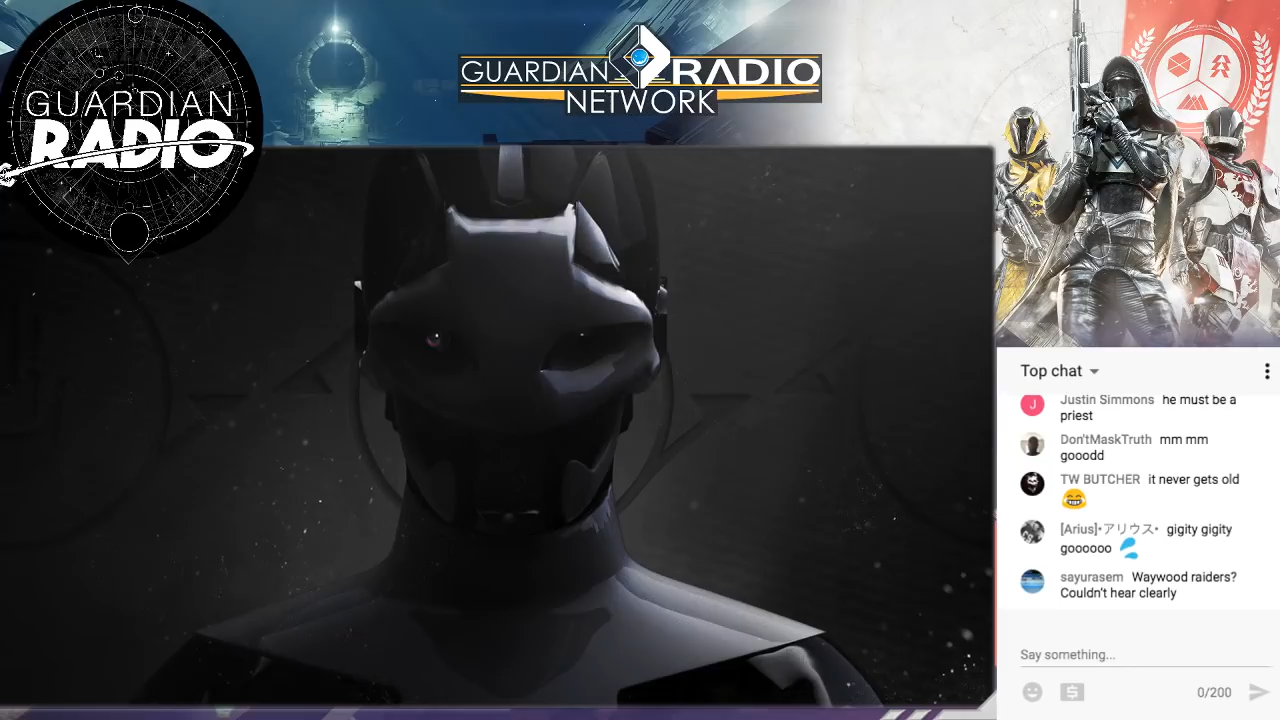 GUARDIAN
RADIO
GUARDIAN RADIO
NETWORK
Top chat
Justin Simmons he must be a
priest
Don'tMaskTruth mm mm
gooodd
TW BUTCHER it never gets old
😂
[Arius]•アリウス• gigity gigity
goooooo 💦
sayurasem Waywood raiders?
Couldn't hear clearly
Say something...
0/200